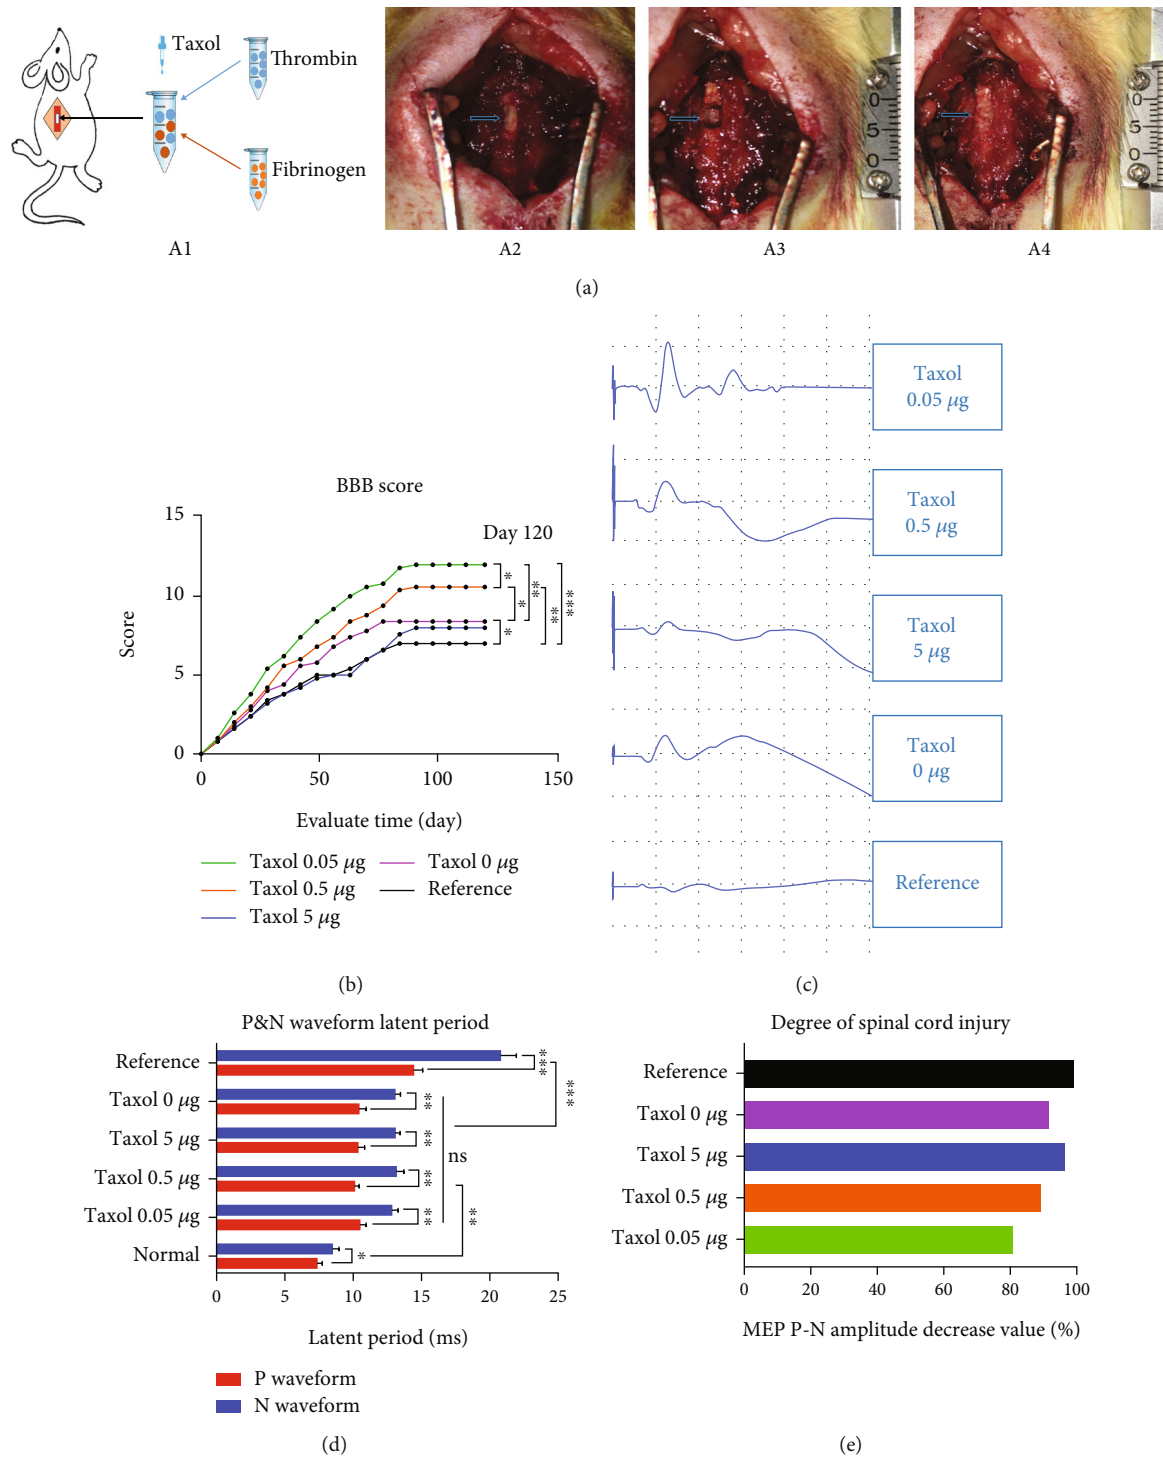 Taxol
Thrombin
Fibrinogen
0
5
0
0
5
0
A1
A2
A3
A4
(a)
BBB score
Day 120
Score
15
10
5
0
0
50
100
150
*
*
*
**
**
***
Evaluate time (day)
Taxol 0.05 μg
Taxol 0 μg
Taxol 0.5 μg
Reference
Taxol 5 μg
(b)
Taxol
0.05 μg
Taxol
0.5 μg
Taxol
5 μg
Taxol
0 μg
Reference
(c)
P&N waveform latent period
Reference
Taxol 0 μg
Taxol 5 μg
Taxol 0.5 μg
Taxol 0.05 μg
Normal
***
***
**
**
ns
**
**
**
*
0
5
10
15
20
25
Latent period (ms)
P waveform
N waveform
(d)
Degree of spinal cord injury
Reference
Taxol 0 μg
Taxol 5 μg
Taxol 0.5 μg
Taxol 0.05 μg
0
20
40
60
80
100
MEP P-N amplitude decrease value (%)
(e)